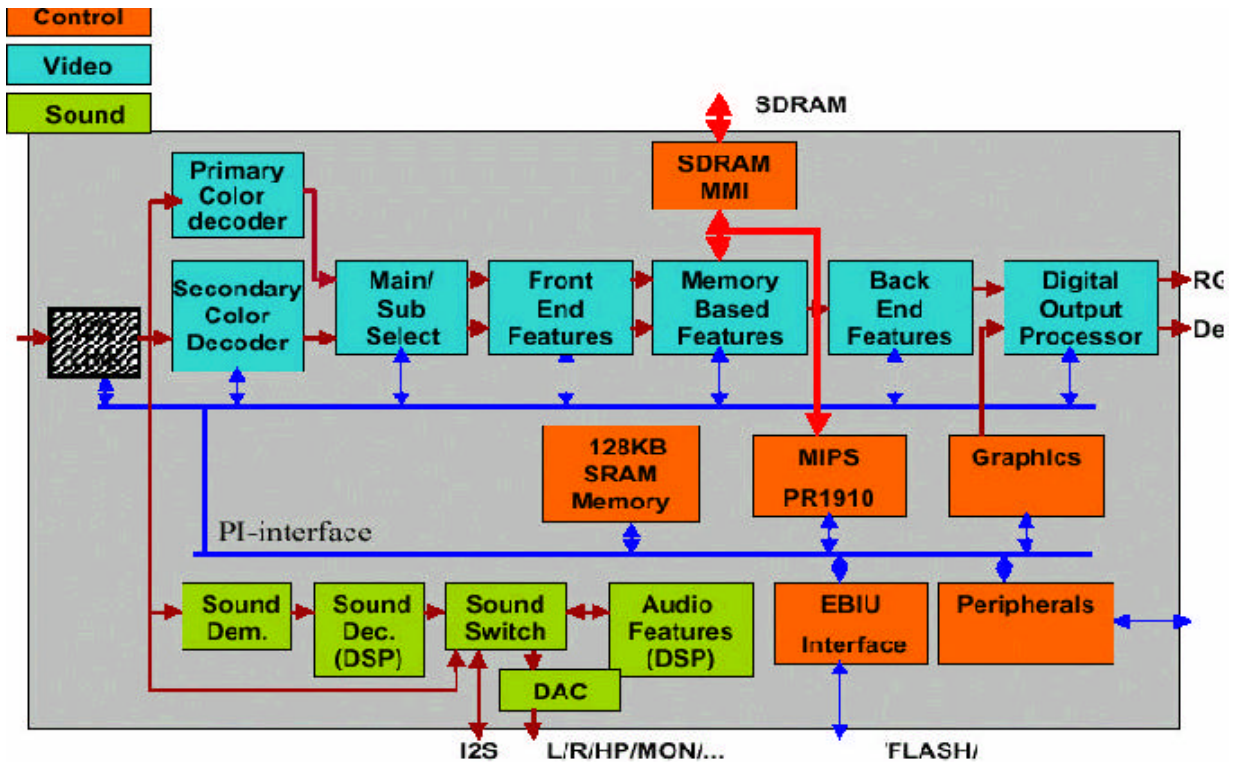 Control
Video
Sound
SDRAM
SDRAM
MMI
Primary
Color
decoder
Secondary
Color
Decoder
Main/
Sub
Select
Front
End
Features
Memory
Based
Features
Back
End
Features
Digital
Output
Processor
RG
De
128KB
SRAM
Memory
MIPS
PR1910
Graphics
PI-interface
Sound
Dem.
Sound
Dec.
(DSP)
Sound
Switch
Audio
Features
(DSP)
EBIU
Interface
Peripherals
DAC
I2S
L/R/HP/MON/...
/FLASH/